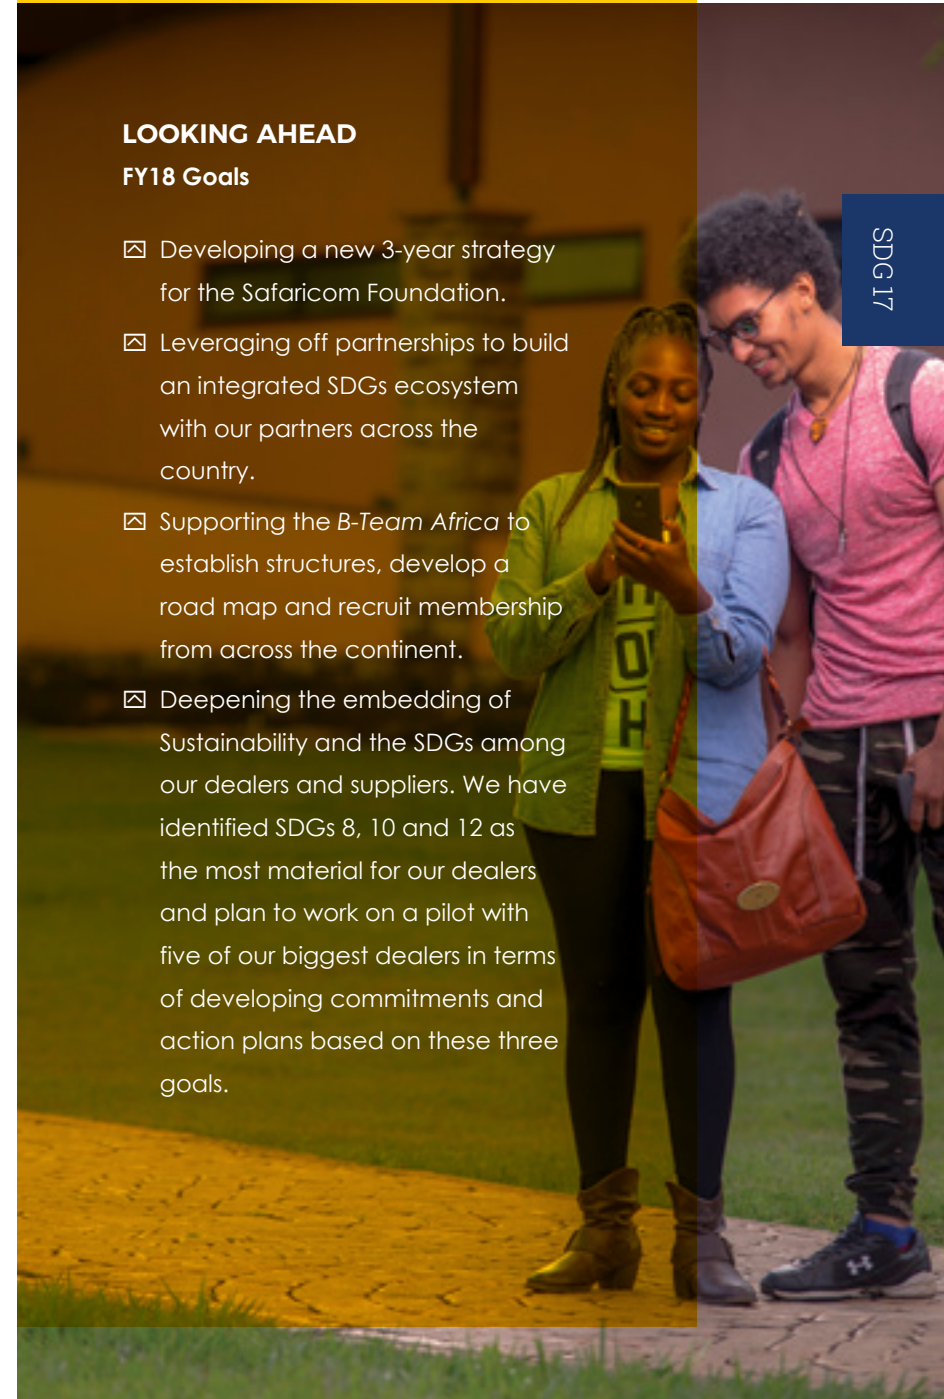 LOOKING AHEAD
FY18 Goals
Developing a new 3-year strategy
for the Safaricom Foundation.
Leveraging off partnerships to build
an integrated SDGs ecosystem
with our partners across the
country.
Supporting the B-Team Africa to
establish structures, develop a
road map and recruit membership
from across the continent.
Deepening the embedding of
Sustainability and the SDGs among
our dealers and suppliers. We have
identified SDGs 8, 10 and 12 as
the most material for our dealers
and plan to work on a pilot with
five of our biggest dealers in terms
of developing commitments and
action plans based on these three
goals.
SDG 17